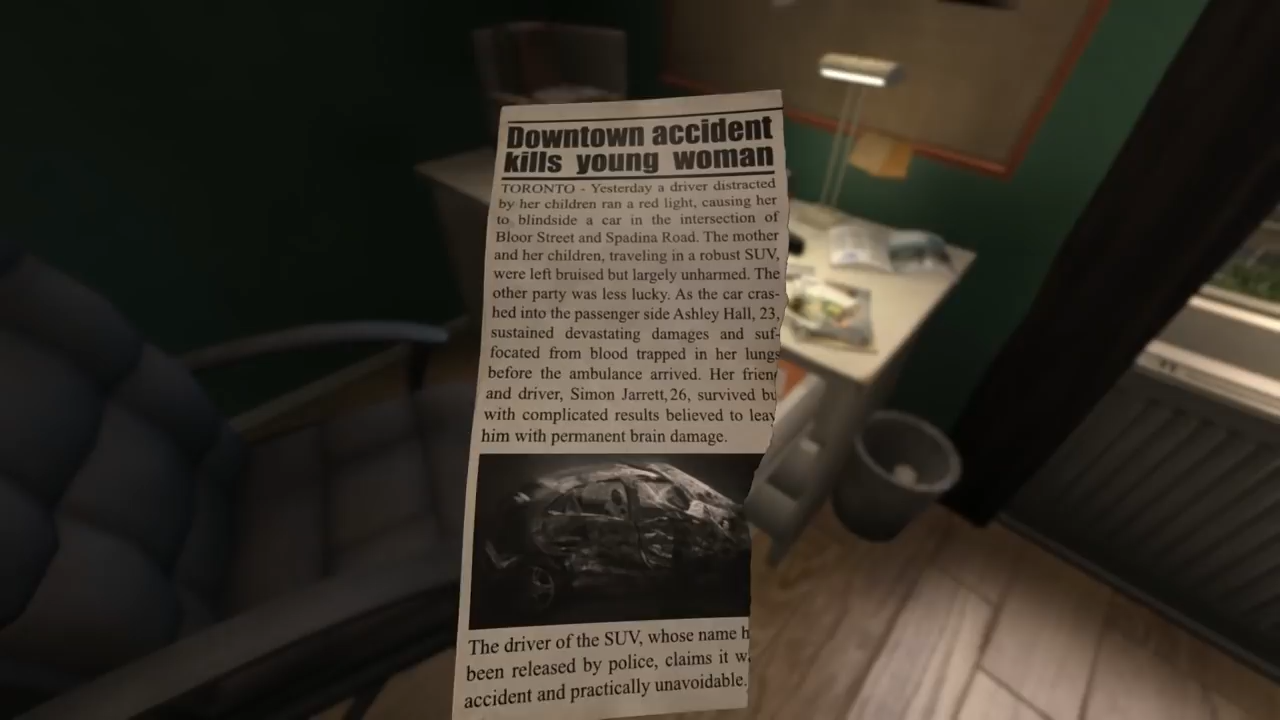 Downtown accident
kills young woman
TORONTO - Yesterday a driver distracted
by her children ran a red light, causing her
to blindside a car in the intersection of
Bloor Street and Spadina Road. The mother
and her children, traveling in a robust SUV,
were left bruised but largely unharmed. The
other party was less lucky. As the car cras-
hed into the passenger side Ashley Hall, 23,
sustained devastating damages and suf-
focated from blood trapped in her lungs
before the ambulance arrived. Her frien
and driver, Simon Jarrett, 26, survived bu
with complicated results believed to leav
him with permanent brain damage.
The driver of the SUV, whose name h
been released by police, claims it w
accident and practically unavoidable.